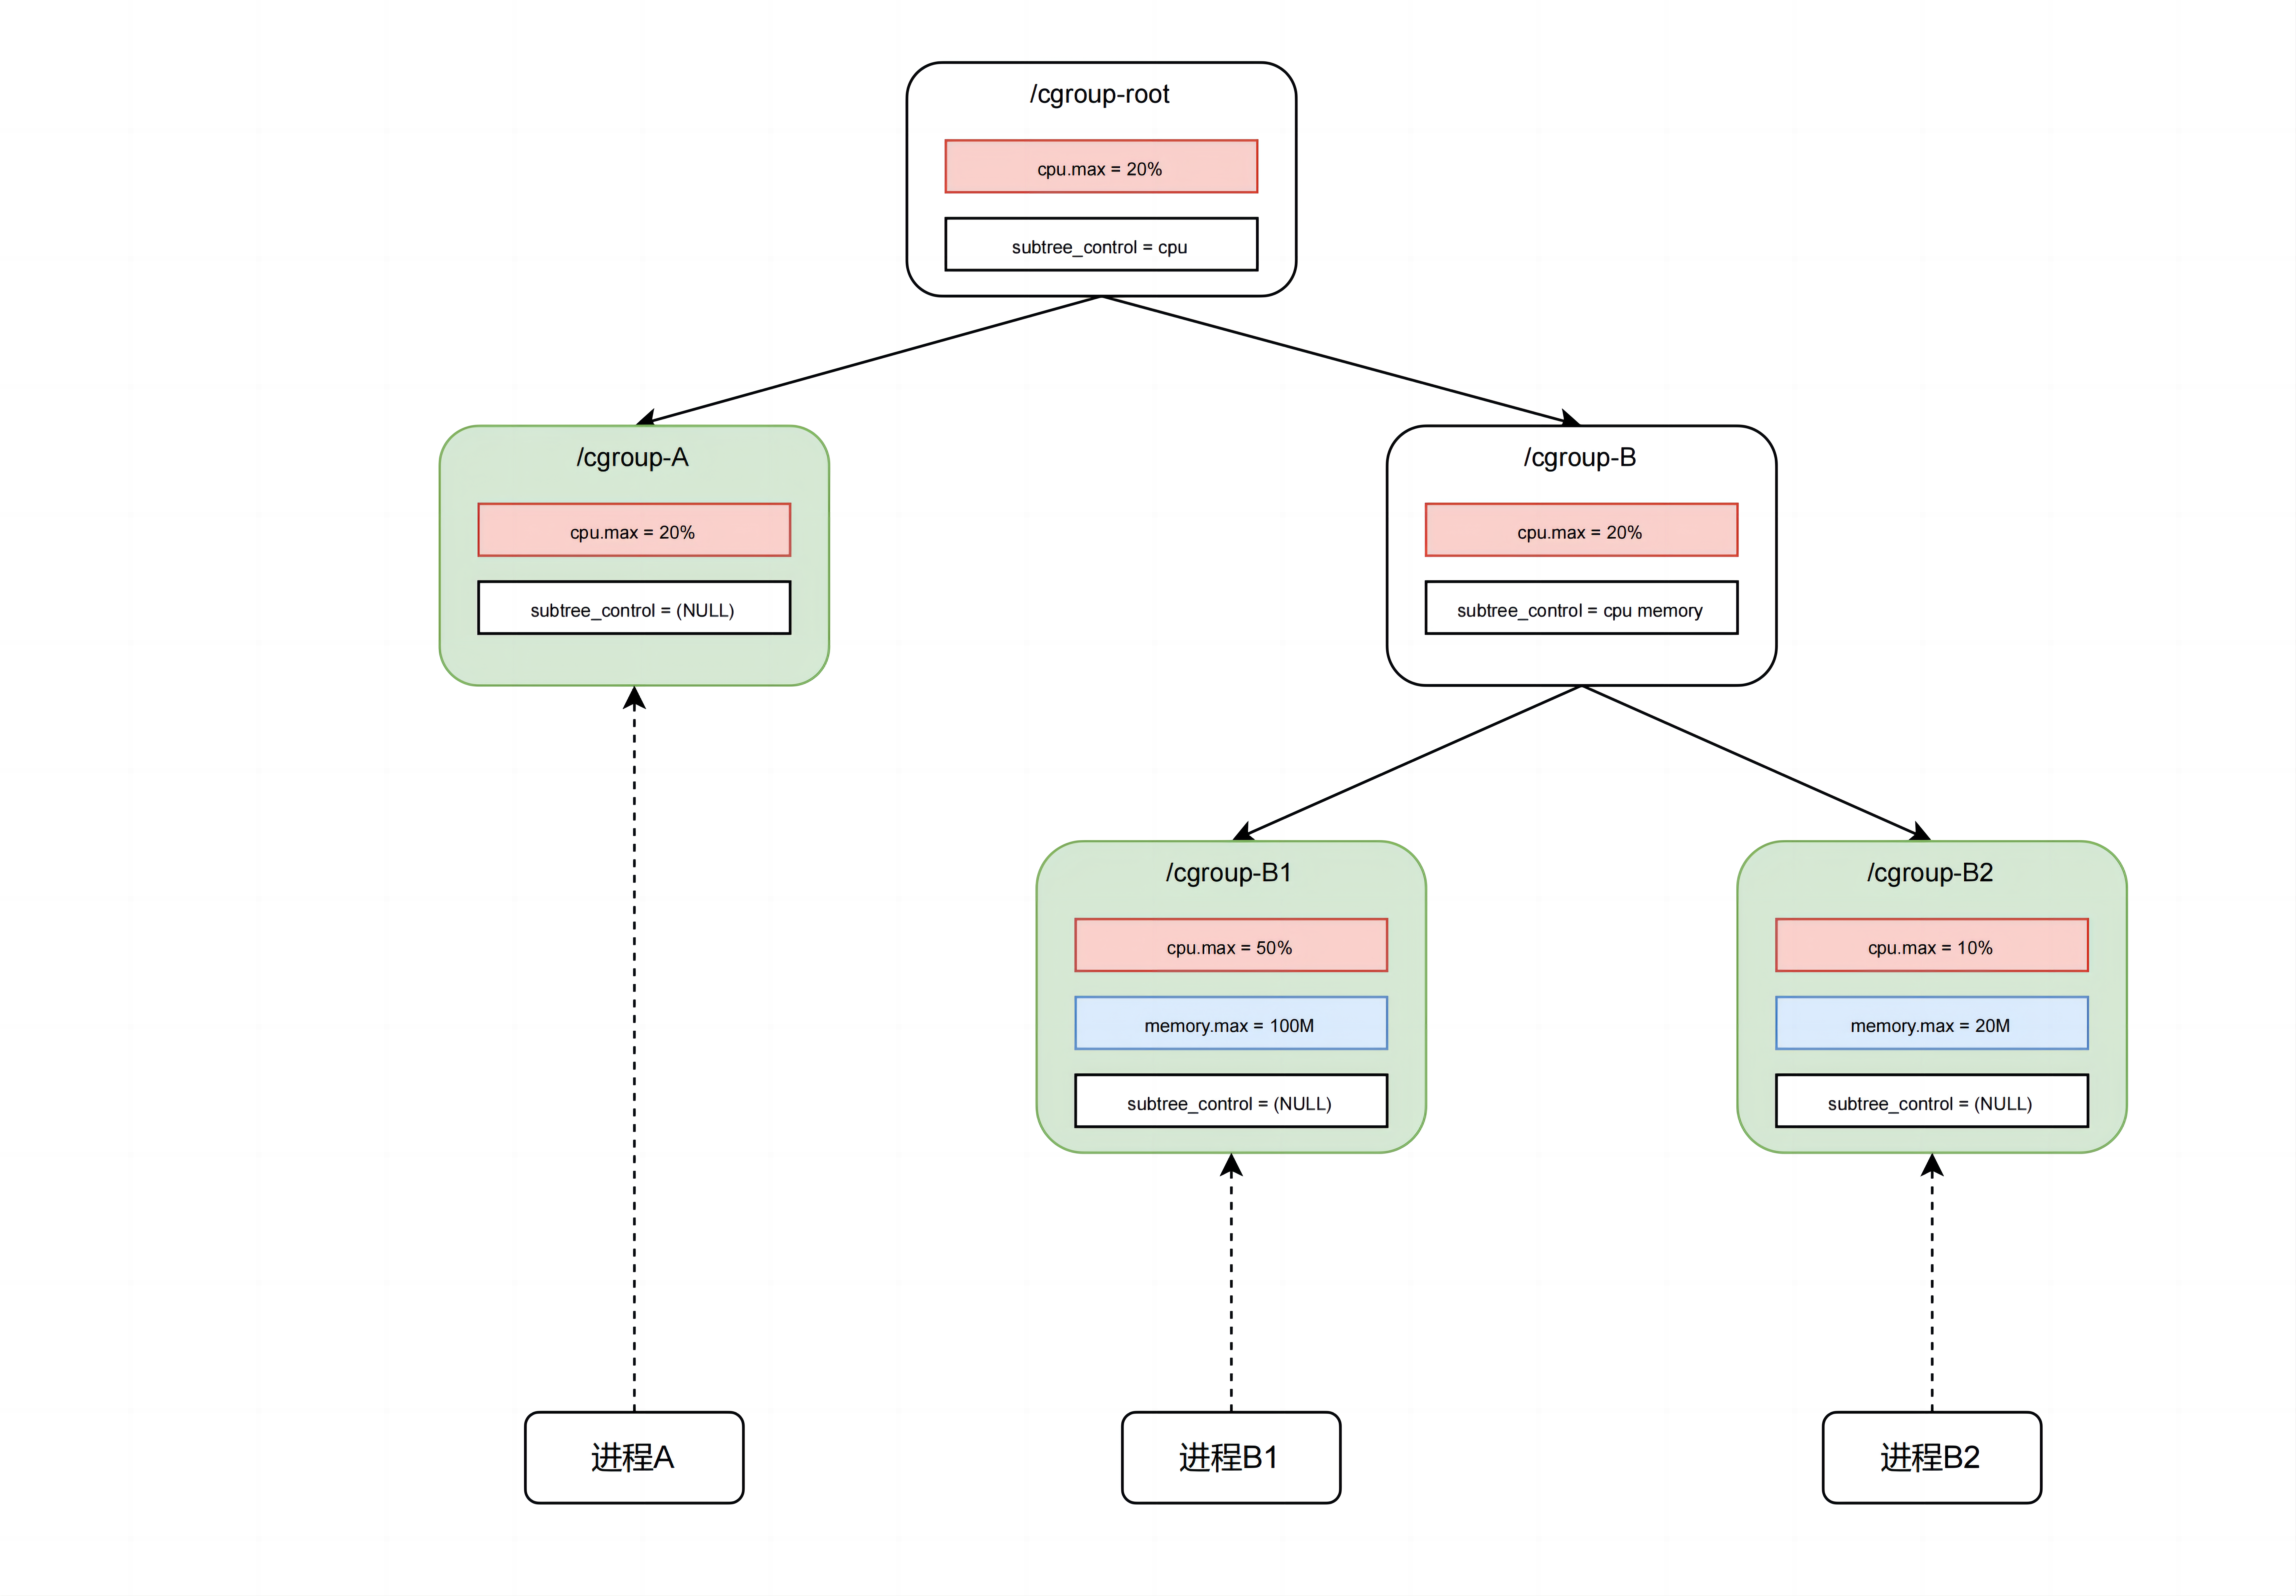 /cgroup-root
cpu.max = 20%
subtree_control = cpu
/cgroup-A
cpu.max = 20%
subtree_control = (NULL)
/cgroup-B
cpu.max = 20%
subtree_control = cpu memory
/cgroup-B1
cpu.max = 50%
memory.max = 100M
subtree_control = (NULL)
/cgroup-B2
cpu.max = 10%
memory.max = 20M
subtree_control = (NULL)
进程A
进程B1
进程B2